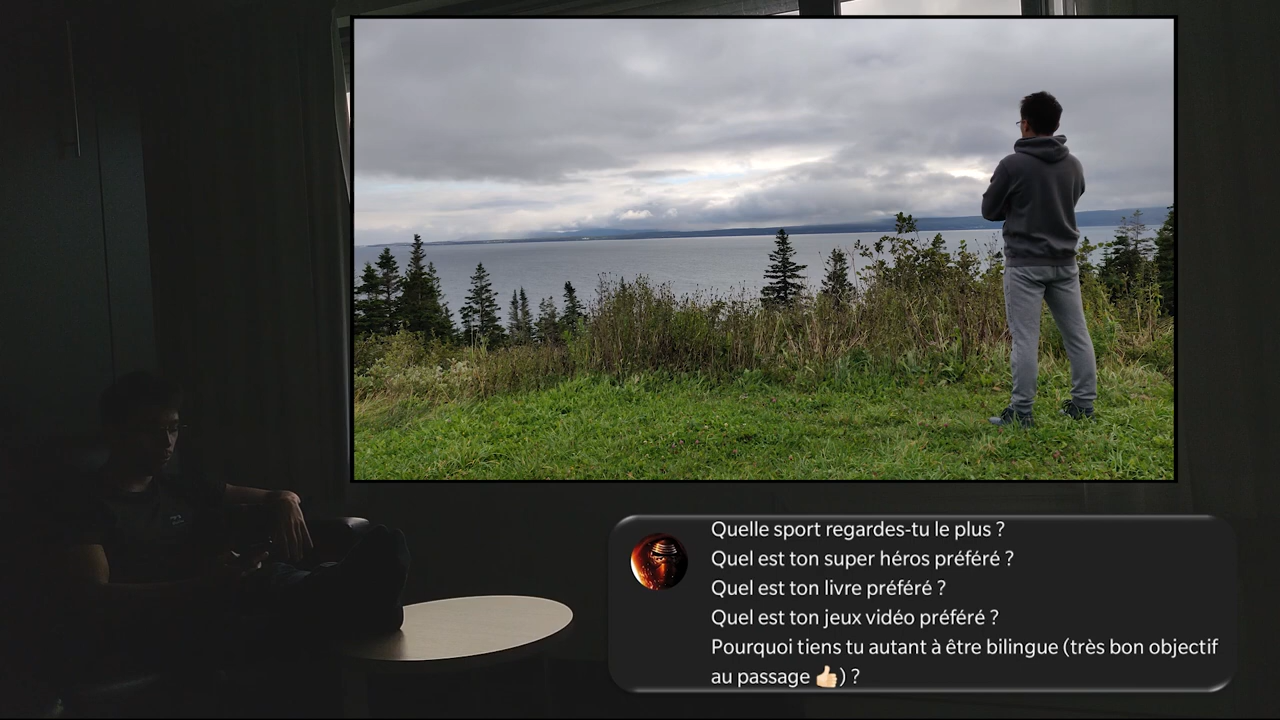 Quelle sport regardes-tu le plus ?
Quel est ton super héros préféré ?
Quel est ton livre préféré ?
Quel est ton jeux vidéo préféré ?
Pourquoi tiens tu autant à être bilingue (très bon objectif
au passage 👍🏻) ?